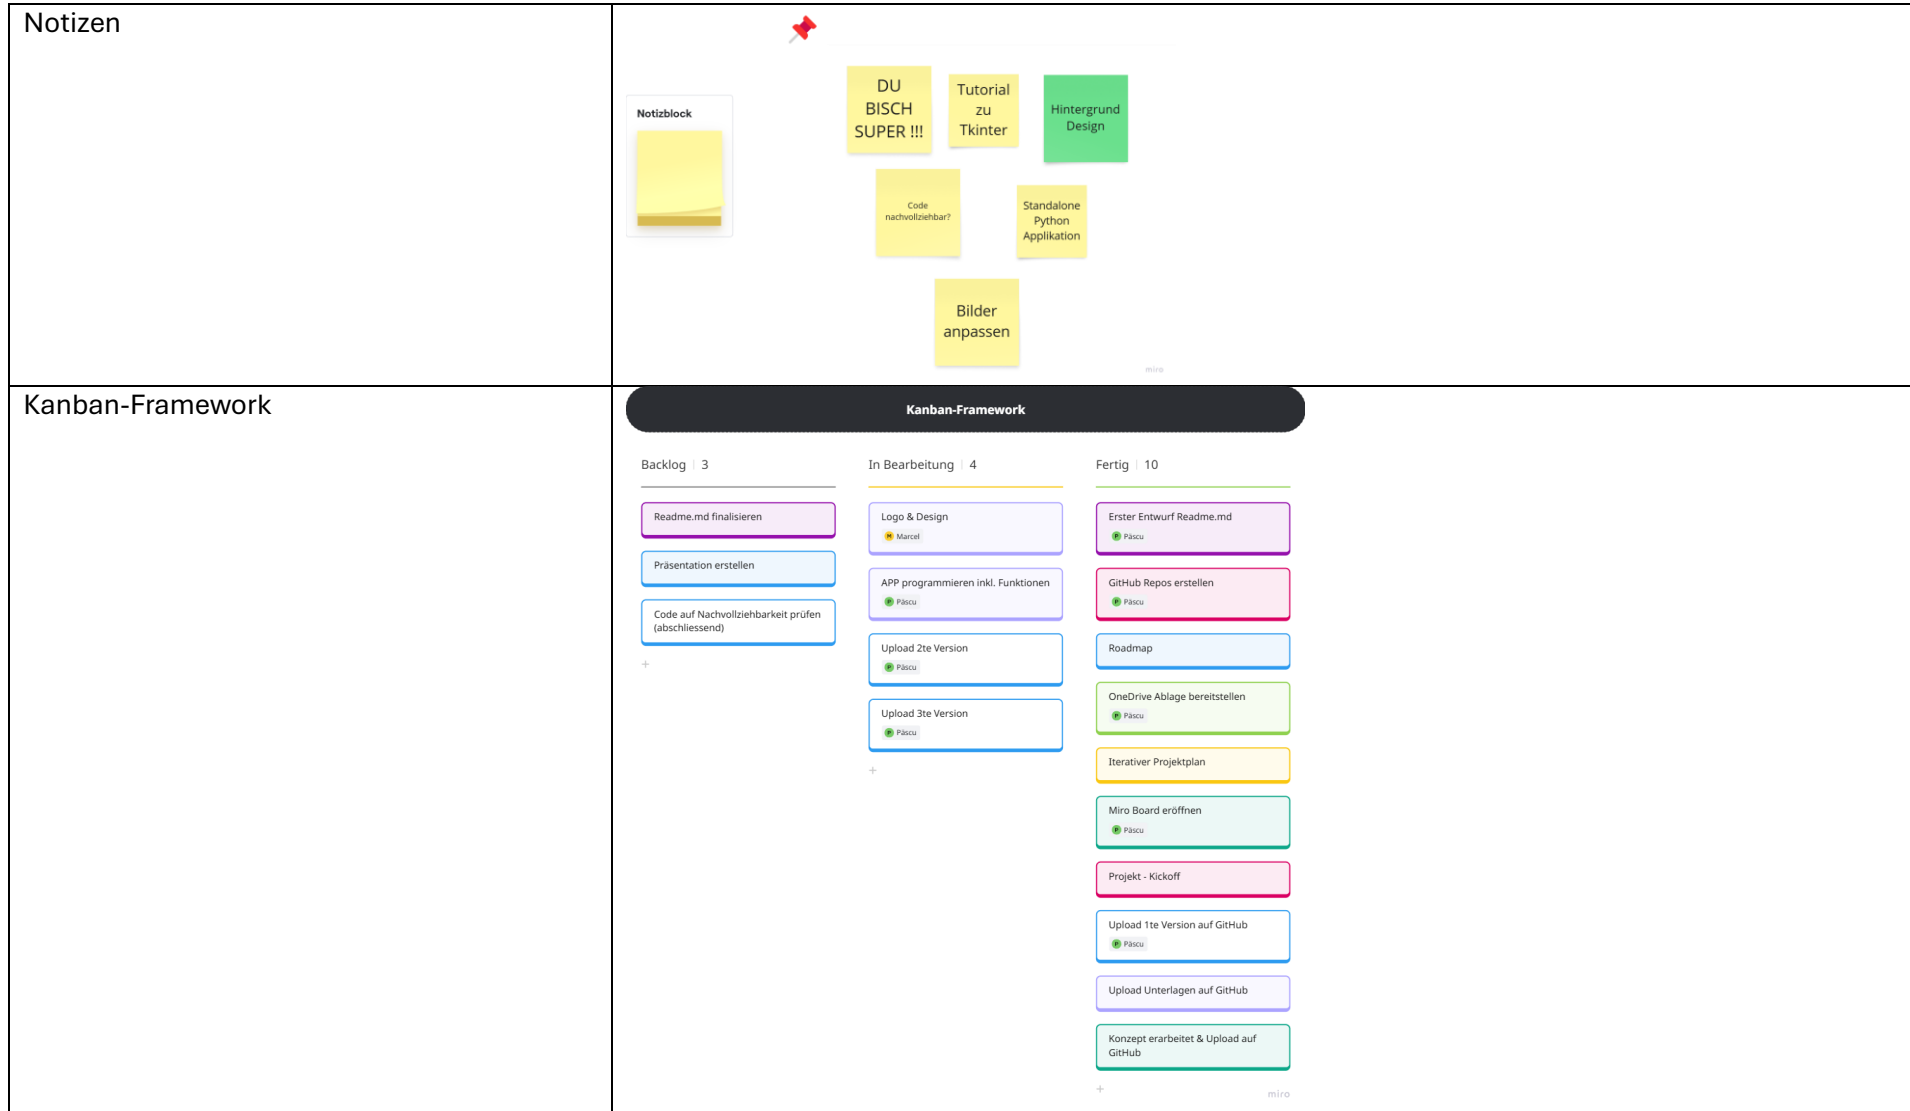 Notizen
Notizblock
DU
BISCH
SUPER !!!
Tutorial
zu
Tkinter
Hintergrund
Design
Code
nachvollziehbar?
Standalone
Python
Applikation
Bilder
anpassen
miro
Kanban-Framework
Kanban-Framework
Backlog 3
Readme.md finalisieren
Präsentation erstellen
Code auf Nachvollziehbarkeit prüfen
(abschliessend)
+
In Bearbeitung 4
Logo & Design
M Marcel
APP programmieren inkl. Funktionen
P Päscu
Upload 2te Version
P Päscu
Upload 3te Version
P Päscu
+
Fertig 10
Erster Entwurf Readme.md
P Päscu
GitHub Repos erstellen
P Päscu
Roadmap
OneDrive Ablage bereitstellen
P Päscu
Iterativer Projektplan
Miro Board eröffnen
P Päscu
Projekt - Kickoff
Upload 1te Version auf GitHub
P Päscu
Upload Unterlagen auf GitHub
Konzept erarbeitet & Upload auf
GitHub
+
miro